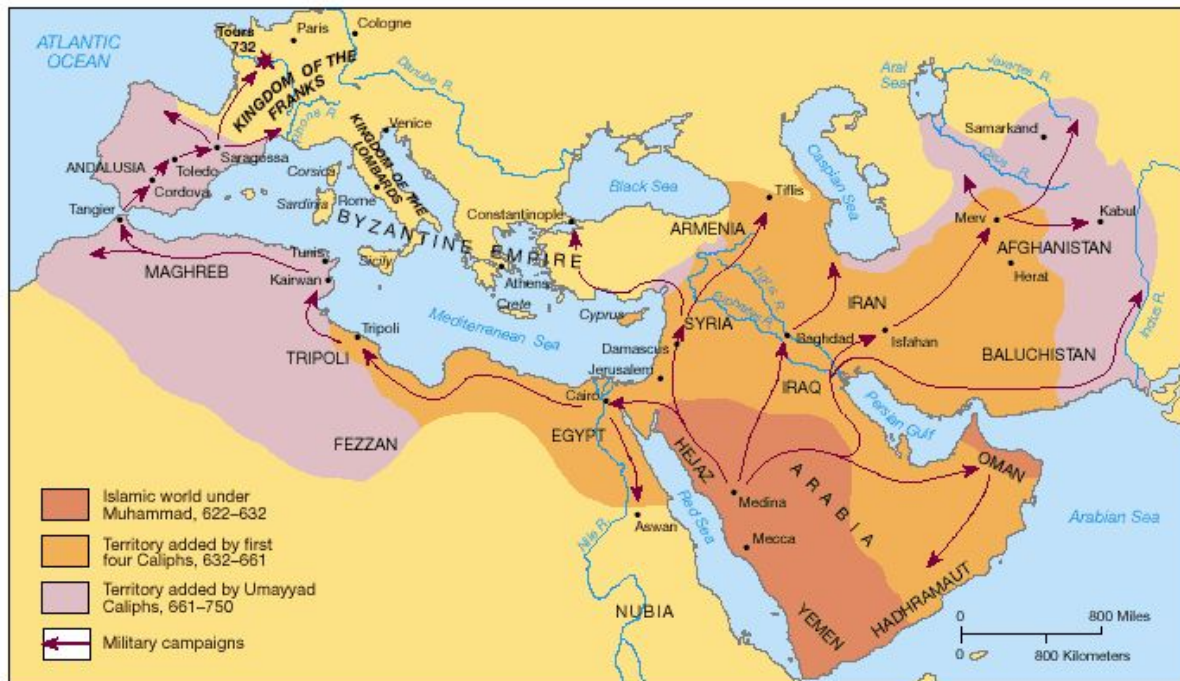 ATLANTIC
OCEAN
Tours
732
Paris
Cologne
KINGDOM OF THE
FRANKS
Danube R.
Rhone R.
KINGDOM OF THE
LOMBARDS
Venice
ANDALUSIA
Saragossa
Toledo
Cordova
Corsica
Sardinia
Rome
Tangier
MAGHREB
Tunis
Kairwan
Sicily
BYZANTINE EMPIRE
Constantinople
Athens
Crete
Cyprus
Black Sea
Mediterranean Sea
Tripoli
TRIPOLI
FEZZAN
Tiflis
ARMENIA
Caspian Sea
Aral
Sea
Jaxartes R.
Samarkand
Oxus R.
Merv
Kabul
AFGHANISTAN
Herat
Tigris R.
Euphrates R.
SYRIA
Damascus
Jerusalem
Baghdad
IRAN
Isfahan
IRAQ
BALUCHISTAN
Indus R.
Persian Gulf
Cairo
EGYPT
Aswan
Nile R.
NUBIA
Red Sea
HEJAZ
ARABIA
Medina
Mecca
OMAN
HADHRAMAUT
YEMEN
Arabian Sea
Islamic world under
Muhammad, 622–632
Territory added by first
four Caliphs, 632–661
Territory added by Umayyad
Caliphs, 661–750
Military campaigns
0 800 Miles
0 800 Kilometers